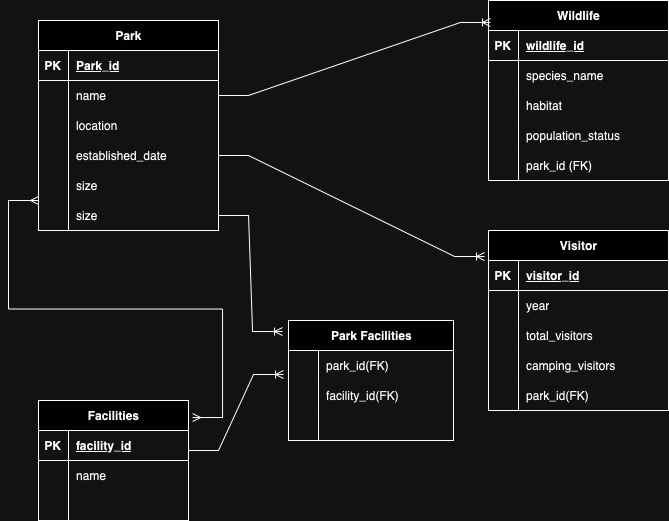 Park
PK Park_id
name
location
established_date
size
size
Wildlife
PK wildlife_id
species_name
habitat
population_status
park_id (FK)
Visitor
PK visitor_id
year
total_visitors
camping_visitors
park_id(FK)
Park Facilities
park_id(FK)
facility_id(FK)
Facilities
PK facility_id
name